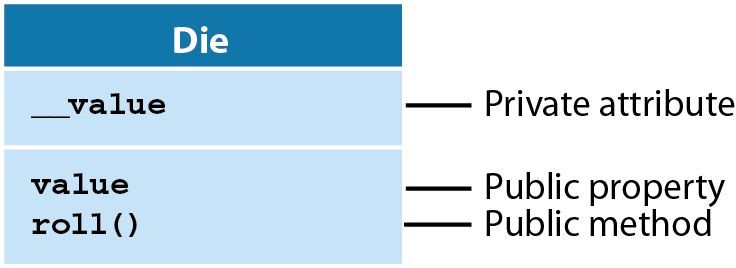 Die
__value Private attribute
value Public property
roll() Public method